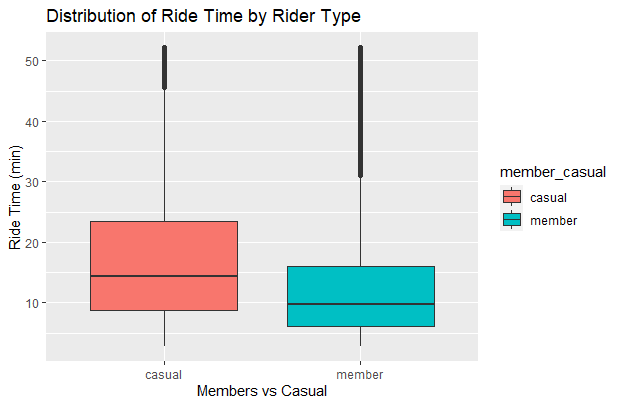 Distribution of Ride Time by Rider Type
Ride Time (min)
50
40
30
20
10
casual
member
Members vs Casual
member_casual
casual
member